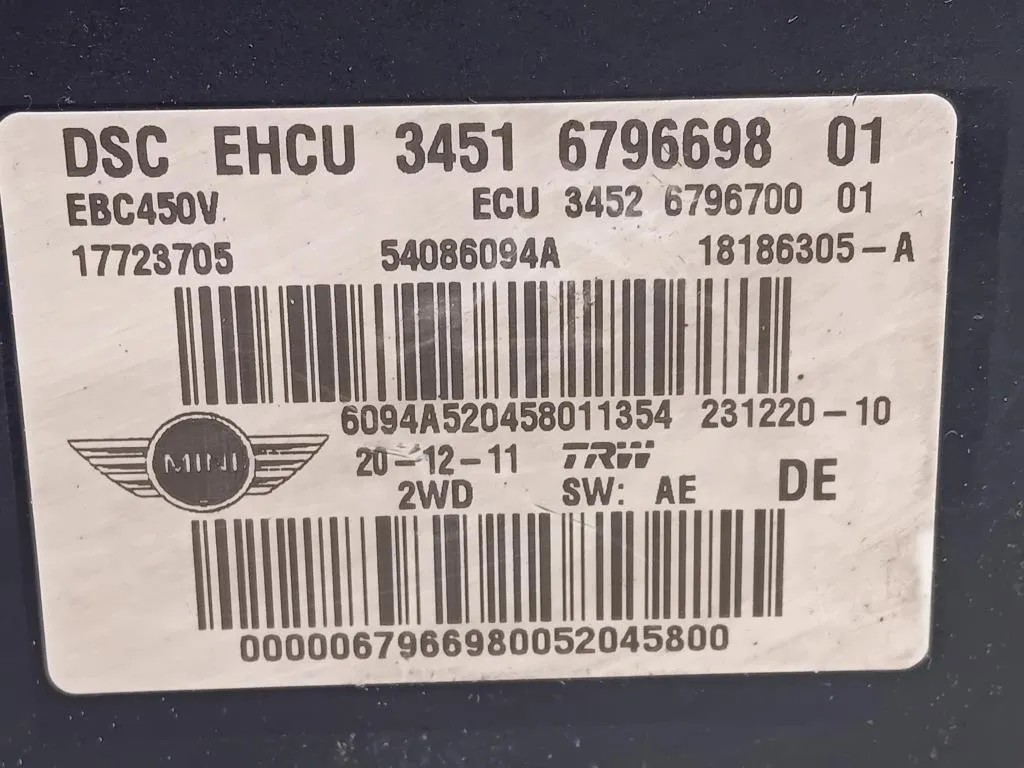 DSC EHCU 3451 6796698 01
EBC450V ECU 3452 6796700 01
17723705 54086094A 18186305-A
6094A520458011354 231220-10
MINI 20-12-11 TRW
2WD SW: AE DE
0000067966980052045800